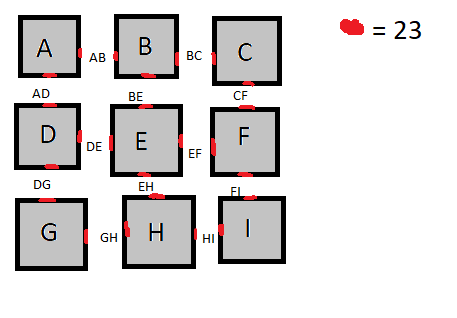 = 23
A AB B BC C
AD BE CF
D DE E EF F
DG EH FI
G GH H HI I